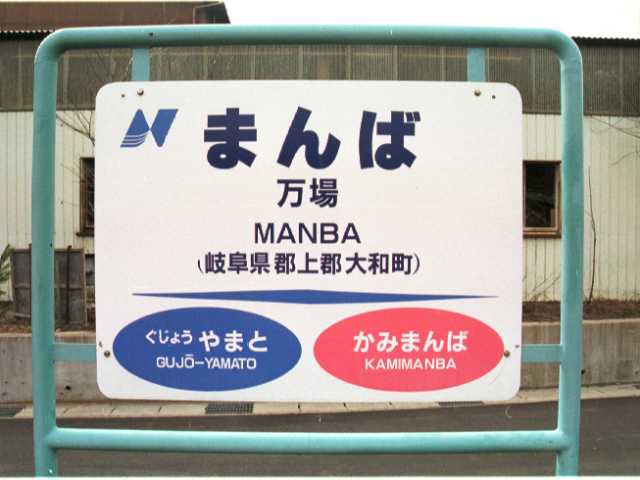 まんば
万場
MANBA
(岐阜県郡上郡大和町)
ぐじょう やまと
GUJŌ-YAMATO
かみまんば
KAMIMANBA